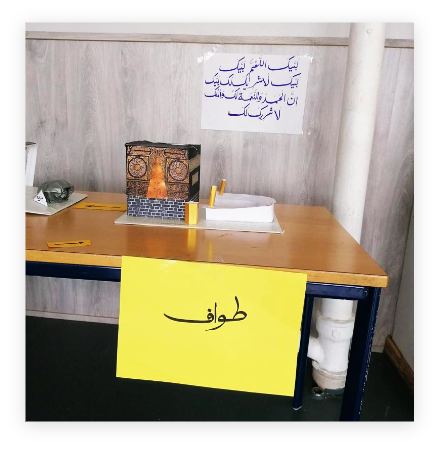 لبيك اللهم لبيك
لبيك لا شريك لك لبيك
ان الحمد والنعمة لك والملك
لا شريك لك
طواف